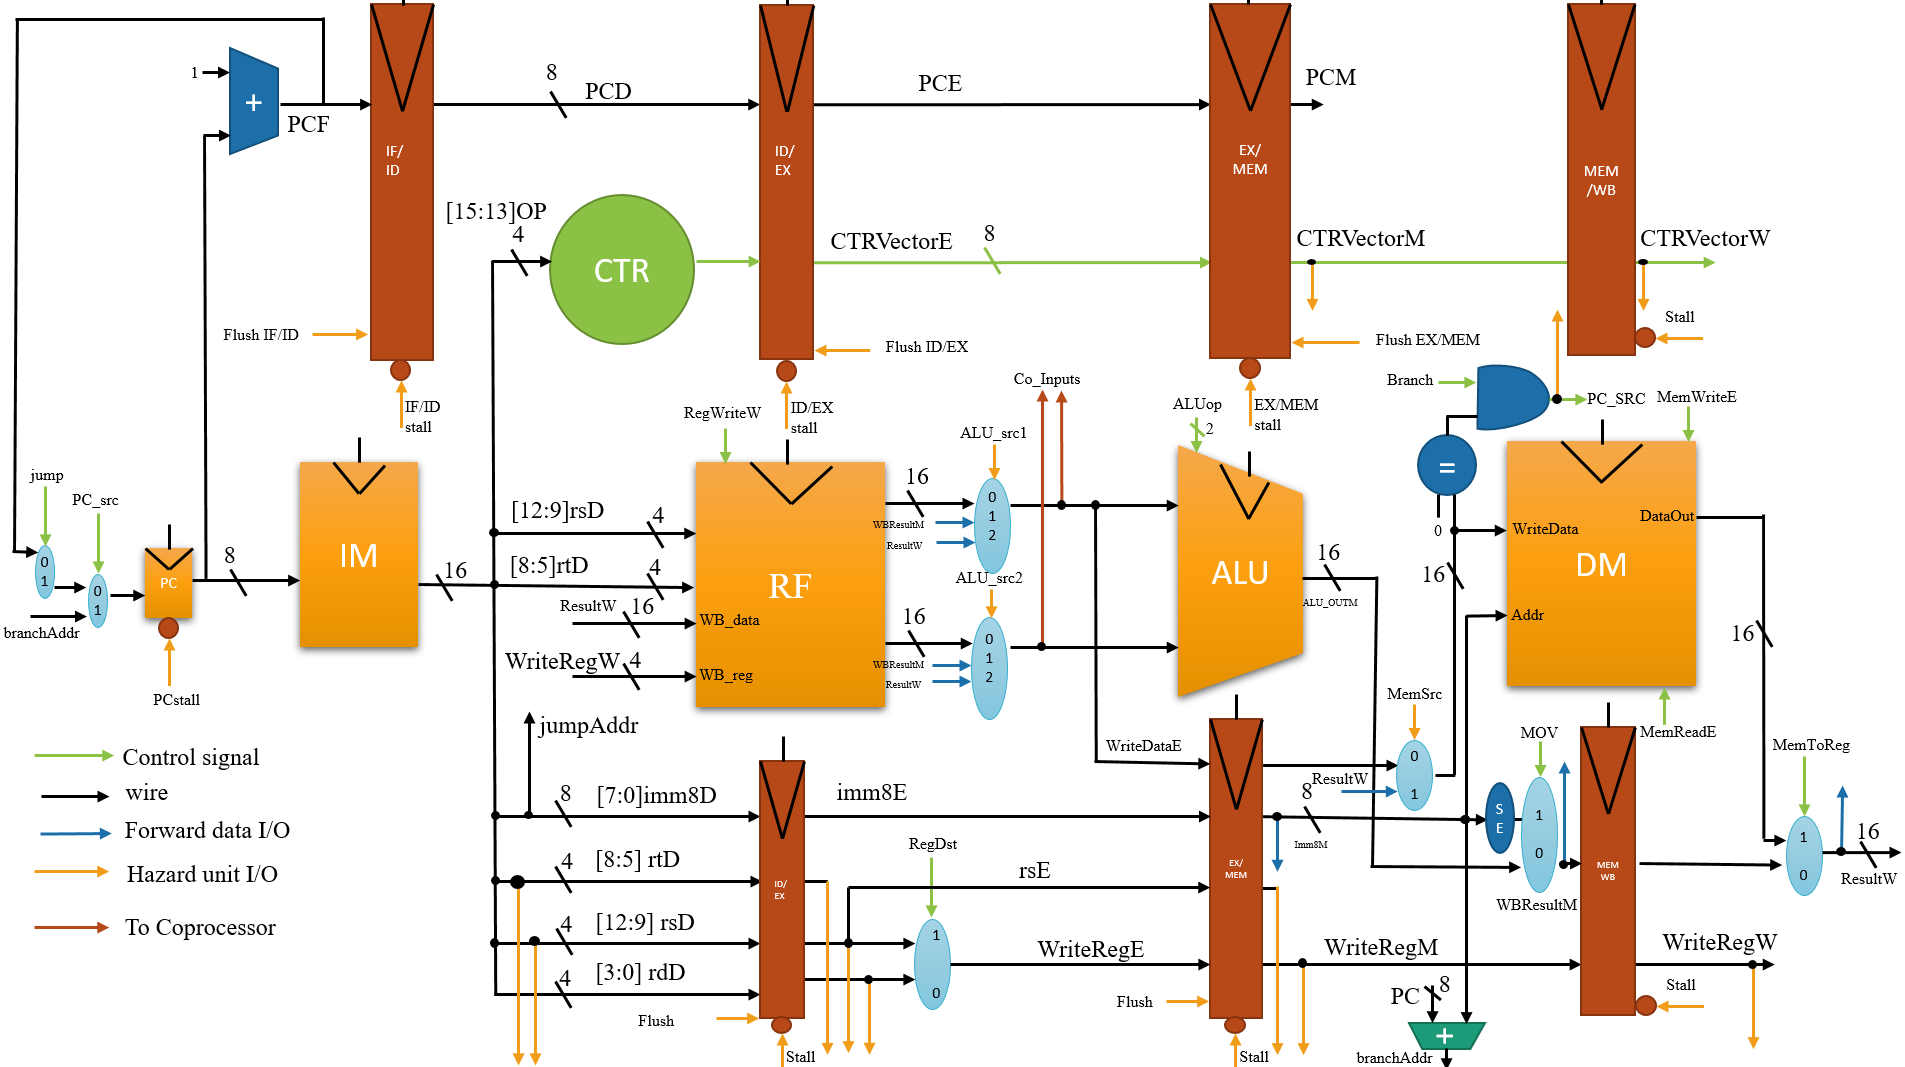 1
+
PCF
IF/
ID
8
PCD
ID/
EX
PCE
EX/
MEM
PCM
MEM
/WB
[15:13]OP
4
CTR
CTRVectorE
8
CTRVectorM
CTRVectorW
Flush IF/ID
Flush ID/EX
Flush EX/MEM
Stall
IF/ID
stall
ID/EX
stall
EX/MEM
stall
RegWriteW
Co_Inputs
ALU_src1
ALUop
2
Branch
PC_SRC
MemWriteE
=
0
jump
PC_src
0
1
0
1
branchAddr
PC
PCstall
8
IM
16
[12:9]rsD
4
[8:5]rtD
4
ResultW
16
WB_data
WriteRegW
4
WB_reg
RF
16
WBResultM
ResultW
0
1
2
ALU_src2
16
WBResultM
ResultW
0
1
2
ALU
16
ALU_OUTM
16
WriteData
DataOut
DM
Addr
16
MemReadE
jumpAddr
Control signal
wire
Forward data I/O
Hazard unit I/O
To Coprocessor
8
[7:0]imm8D
4
[8:5] rtD
4
[12:9] rsD
4
[3:0] rdD
Flush
ID/
EX
Stall
imm8E
RegDst
1
0
rsE
WriteRegE
WriteDataE
Flush
EX/
MEM
Stall
MemSrc
0
1
ResultW
8
Imm8M
S
E
MOV
1
0
WBResultM
MEM
WB
MemToReg
1
0
16
ResultW
WriteRegM
WriteRegW
Stall
PC
8
+
branchAddr